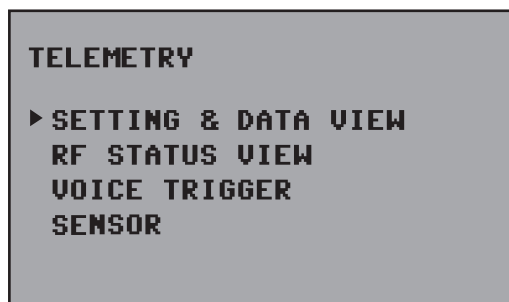 TELEMETRY
SETTING & DATA VIEW
RF STATUS VIEW
VOICE TRIGGER
SENSOR